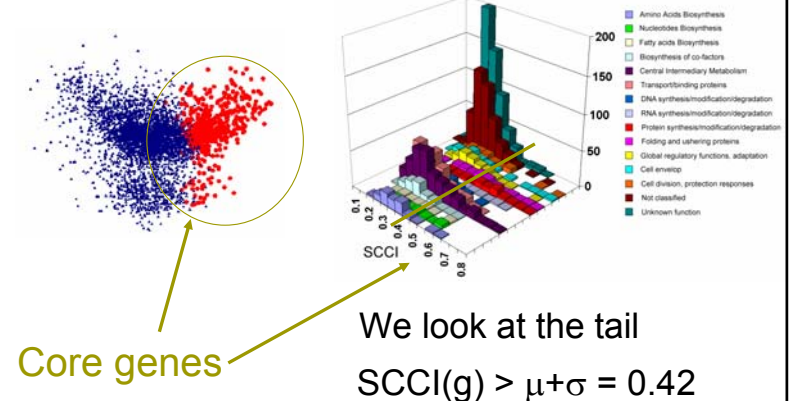 200
150
100
50
0
0.1
0.2
0.3
0.4
0.5
0.6
0.7
0.8
SCCI
Amino Acids Biosynthesis
Nucleotides Biosynthesis
Fatty acids Biosynthesis
Biosynthesis of co-factors
Central Intermediary Metabolism
Transport/binding proteins
DNA synthesis/modification/degradation
RNA synthesis/modification/degradation
Protein synthesis/modification/degradation
Folding and ushering proteins
Global regulatory functions, adaptation
Cell envelop
Cell division, protection responses
Not classified
Unknown function
Core genes
We look at the tail
SCCI(g) > μ+σ = 0.42